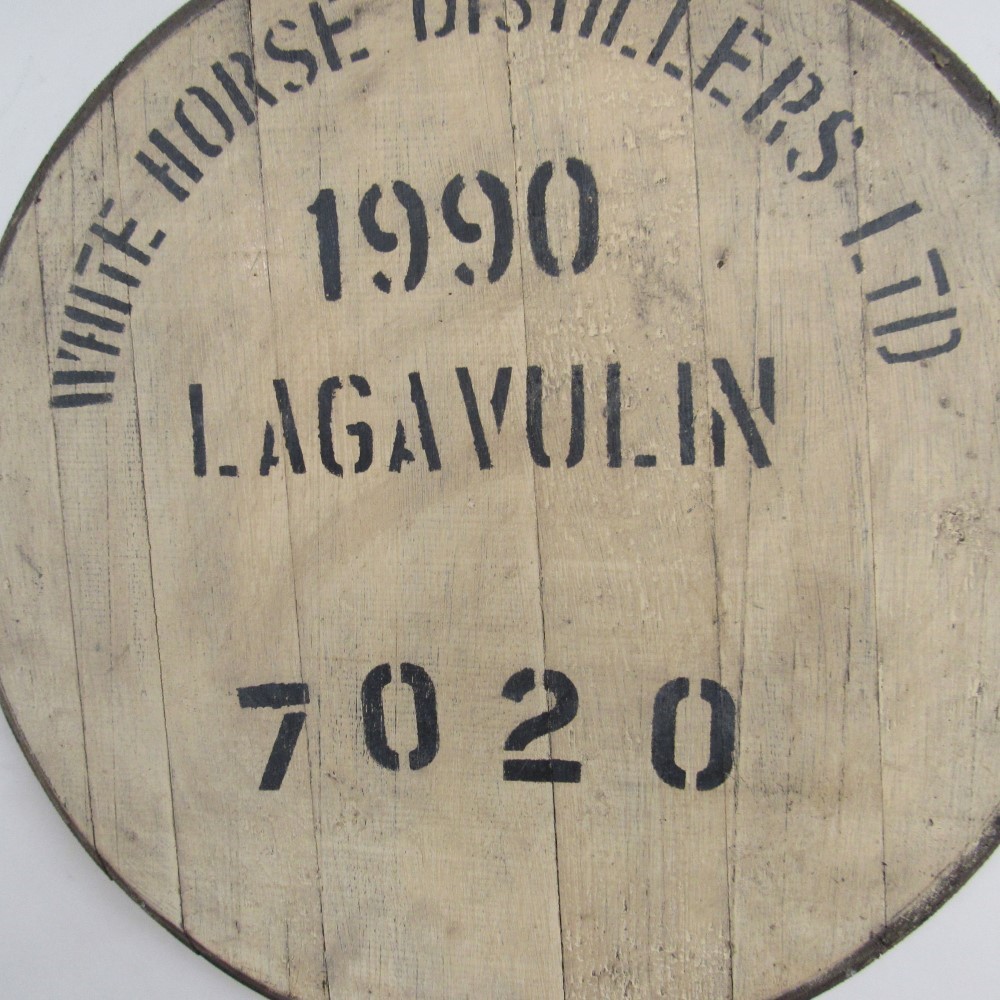 WHITE HORSE DISTILLERS LTD
1990
LAGAVULIN
7020